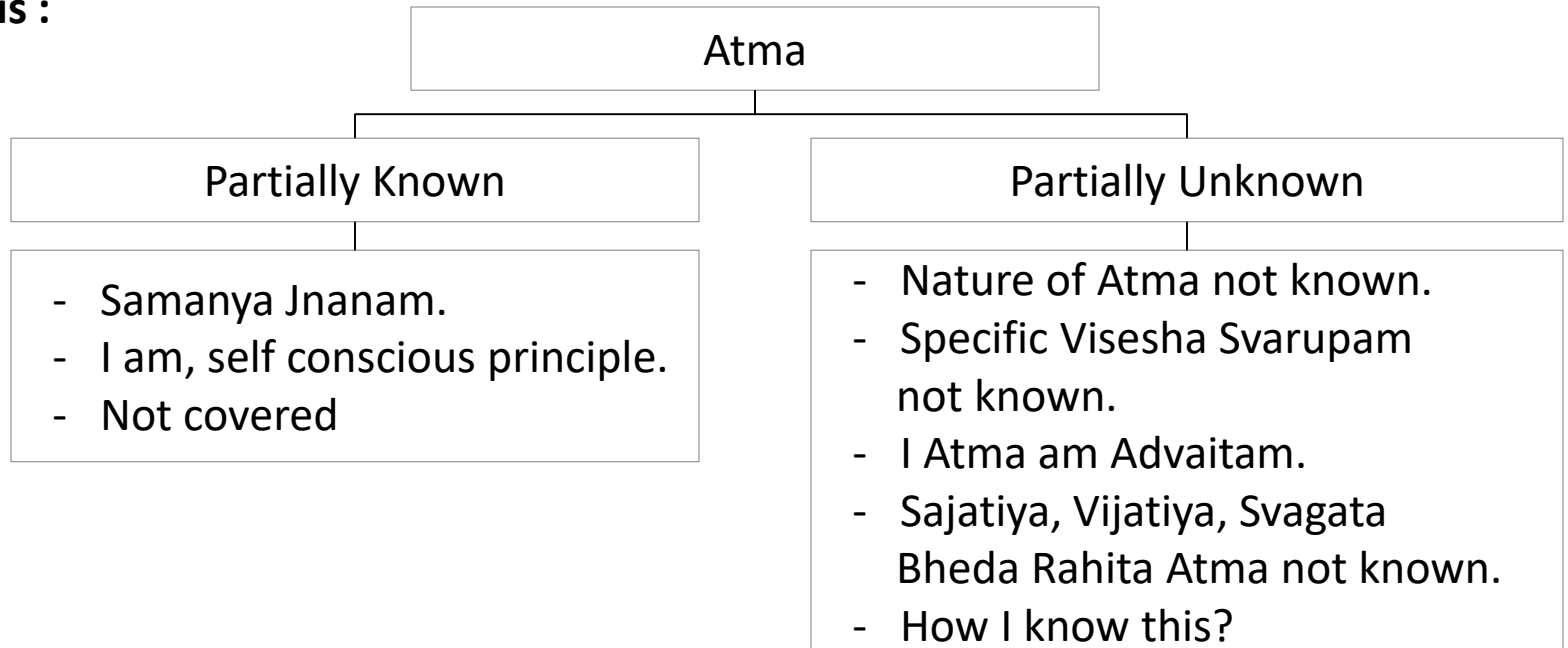 is :
Atma
Partially Known
- Samanya Jnanam.
- I am, self conscious principle.
- Not covered
Partially Unknown
- Nature of Atma not known.
- Specific Visesha Svarupam
not known.
- I Atma am Advaitam.
- Sajatiya, Vijatiya, Svagata
Bheda Rahita Atma not known.
- How I know this?